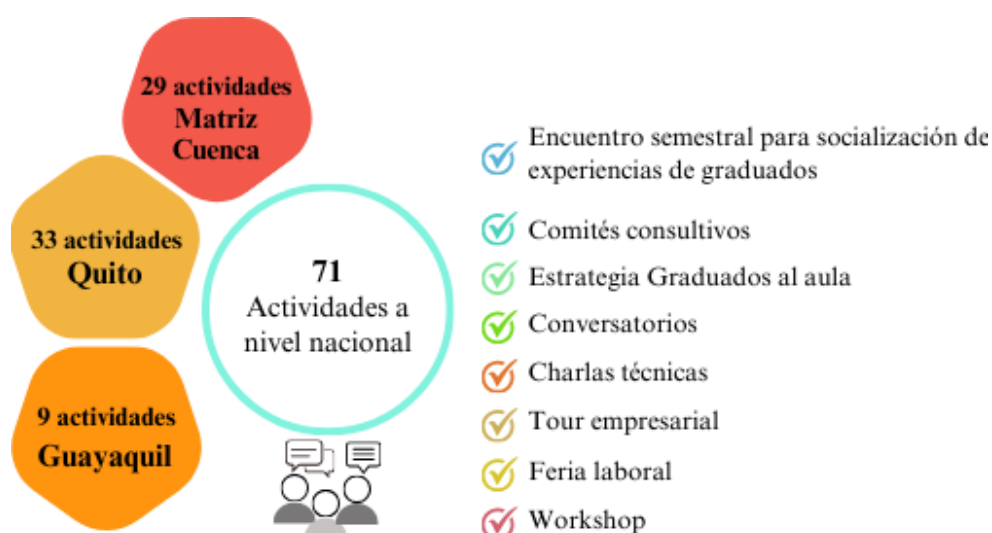 29 actividades
Matriz
Cuenca
33 actividades
Quito
9 actividades
Guayaquil
71
Actividades a
nivel nacional
Encuentro semestral para socialización de
experiencias de graduados
Comités consultivos
Estrategia Graduados al aula
Conversatorios
Charlas técnicas
Tour empresarial
Feria laboral
Workshop